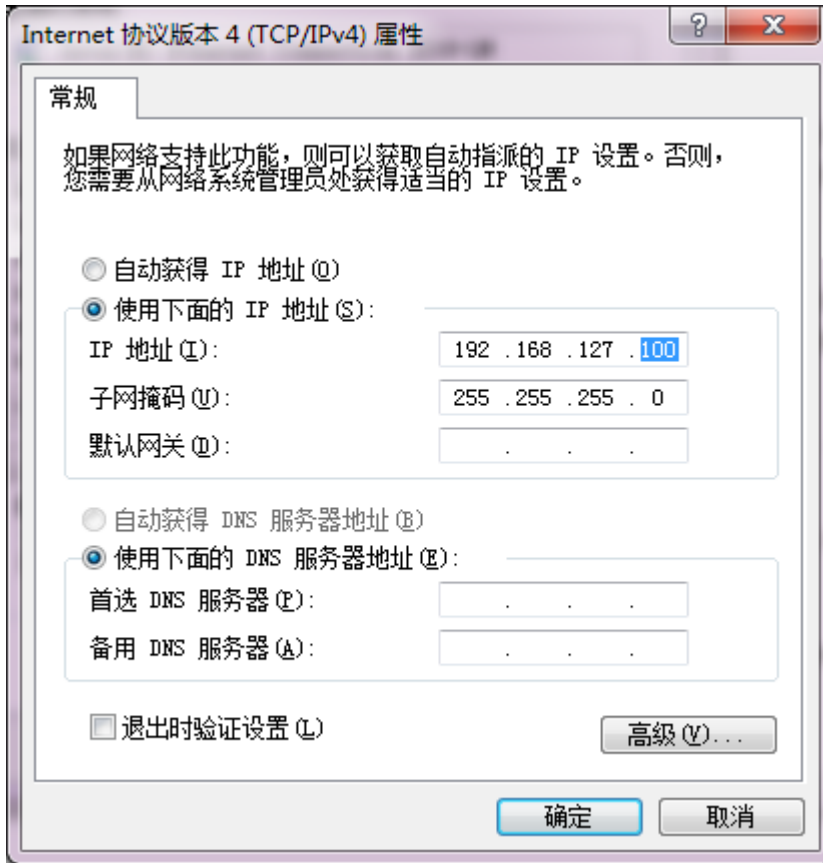 Internet 协议版本 4 (TCP/IPv4) 属性
常规
如果网络支持此功能，则可以获取自动指派的 IP 设置。否则，
您需要从网络系统管理员处获得适当的 IP 设置。
自动获得 IP 地址(O)
使用下面的 IP 地址(S):
IP 地址(I): 192 .168 .127 .100
子网掩码(U): 255 .255 .255 . 0
默认网关(D): . . .
自动获得 DNS 服务器地址(B)
使用下面的 DNS 服务器地址(E):
首选 DNS 服务器(P): . . .
备用 DNS 服务器(A): . . .
退出时验证设置(L)
高级(V)...
确定 取消